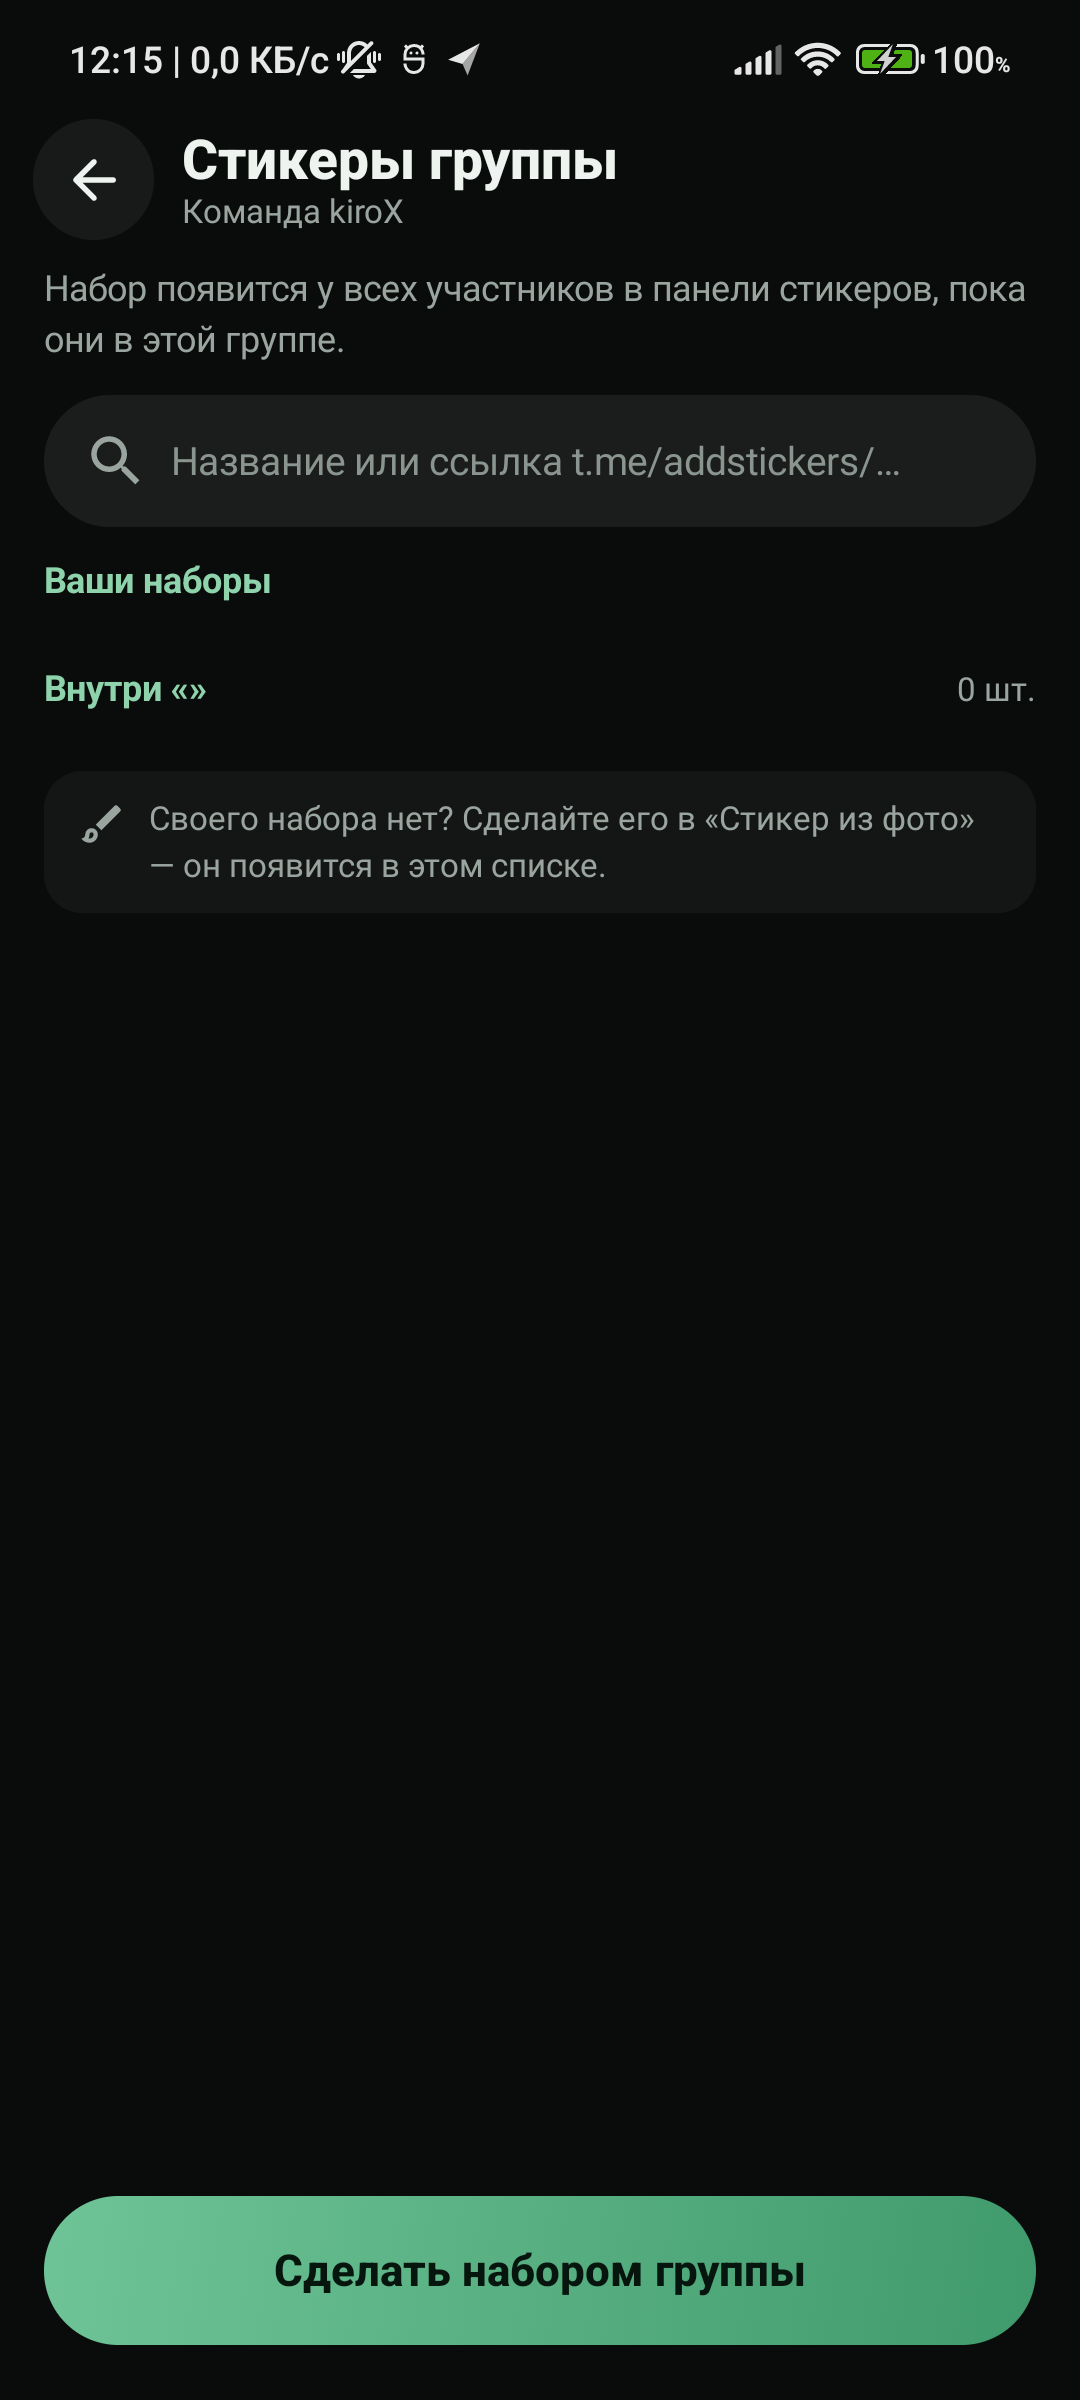 12:15 | 0,0 КБ/с 100%
Стикеры группы
Команда kiroX
Набор появится у всех участников в панели стикеров, пока
они в этой группе.
Название или ссылка t.me/addstickers/…
Ваши наборы
Внутри «» 0 шт.
Своего набора нет? Сделайте его в «Стикер из фото»
— он появится в этом списке.
Сделать набором группы